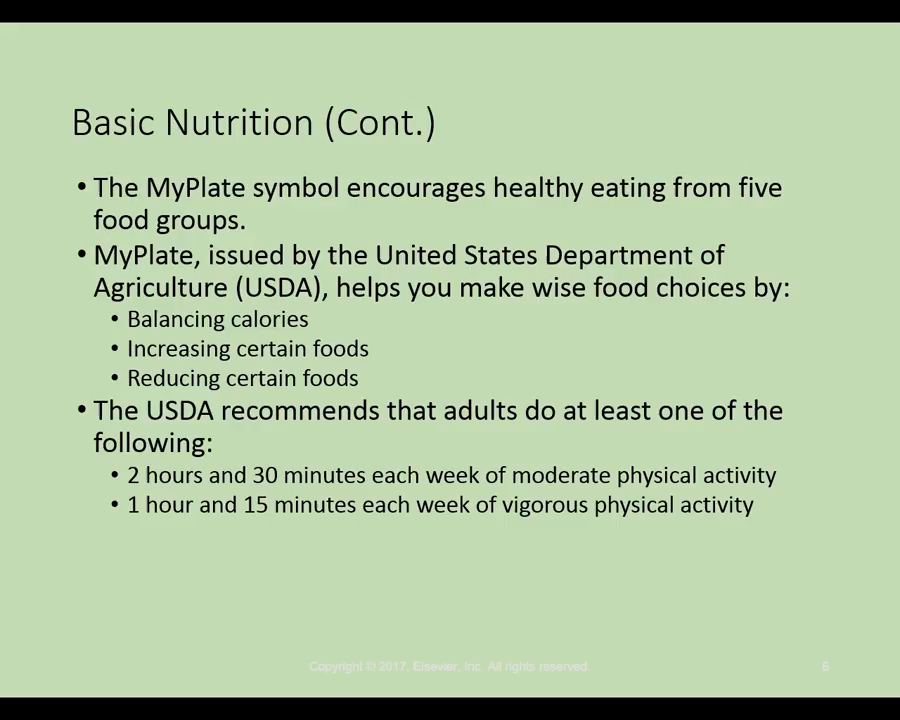 Basic Nutrition (Cont.)
• The MyPlate symbol encourages healthy eating from five
food groups.
• MyPlate, issued by the United States Department of
Agriculture (USDA), helps you make wise food choices by:
• Balancing calories
• Increasing certain foods
• Reducing certain foods
• The USDA recommends that adults do at least one of the
following:
• 2 hours and 30 minutes each week of moderate physical activity
• 1 hour and 15 minutes each week of vigorous physical activity
Copyright © 2017, Elsevier, Inc. All rights reserved. 6